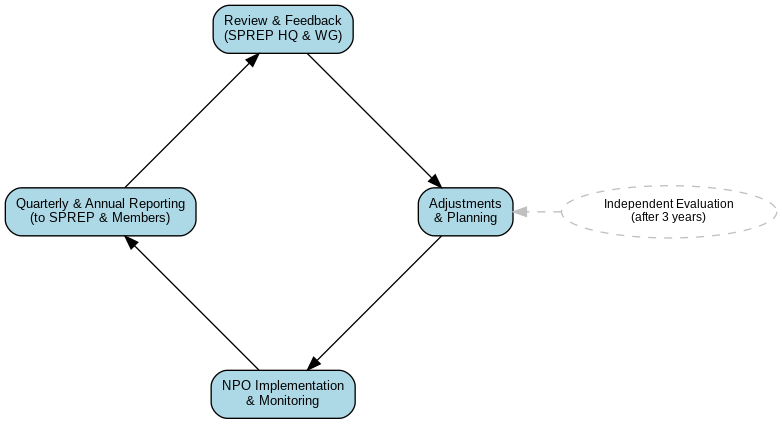 Review & Feedback
(SPREP HQ & WG)
Quarterly & Annual Reporting
(to SPREP & Members)
Adjustments
& Planning
Independent Evaluation
(after 3 years)
NPO Implementation
& Monitoring